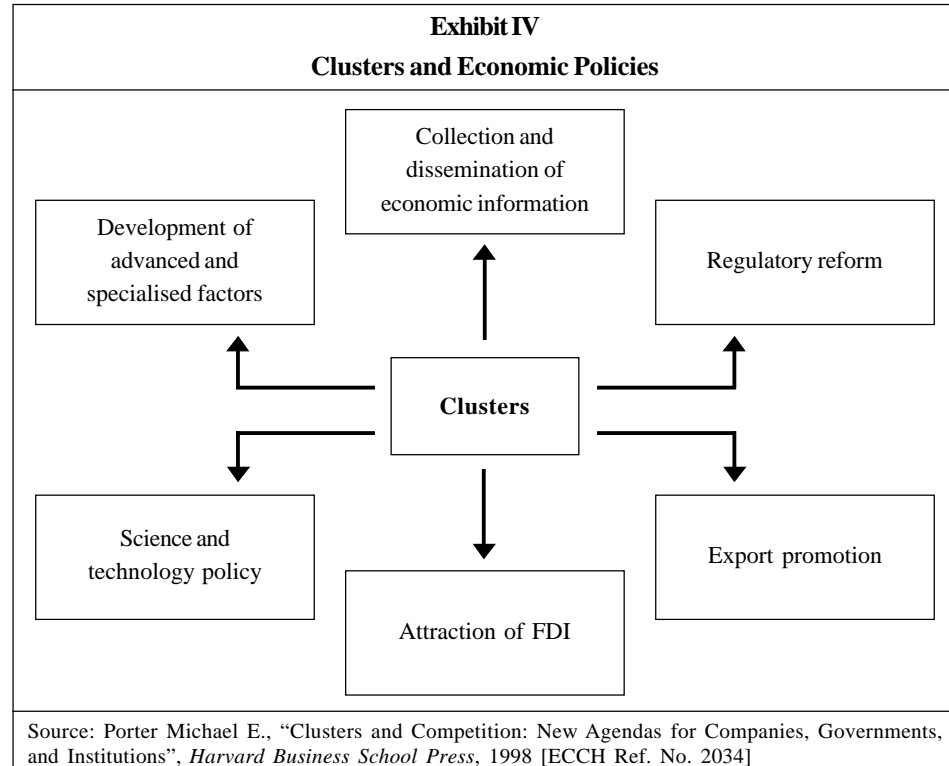 Exhibit IV
Clusters and Economic Policies
Collection and
dissemination of
economic information
Development of
advanced and
specialised factors
Regulatory reform
Clusters
Science and
technology policy
Export promotion
Attraction of FDI
Source: Porter Michael E., “Clusters and Competition: New Agendas for Companies, Governments,
and Institutions”, Harvard Business School Press, 1998 [ECCH Ref. No. 2034]